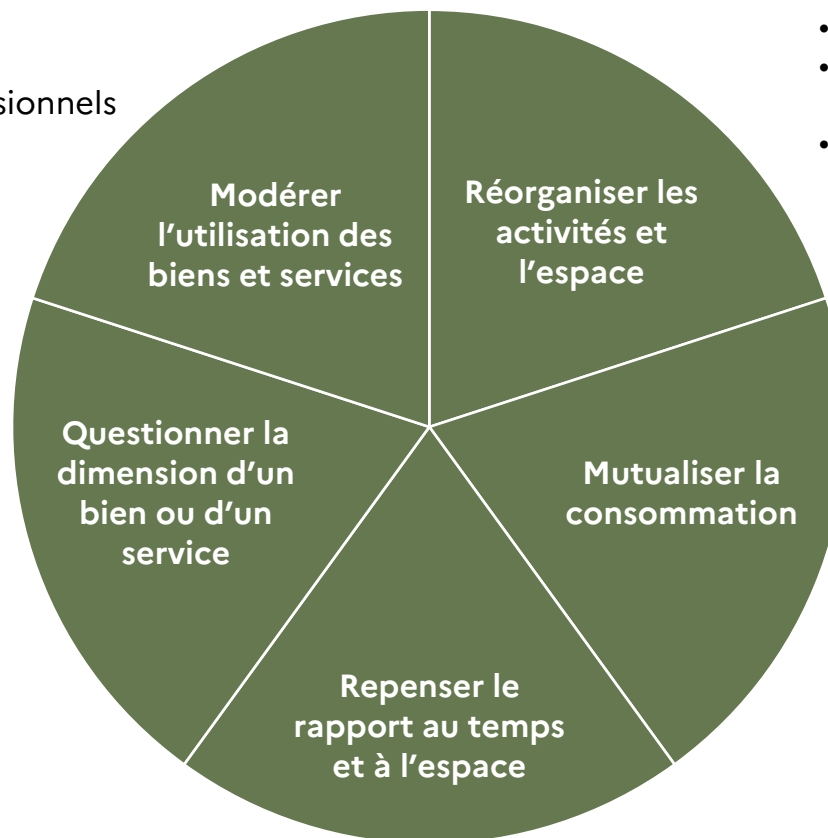 sionnels
Modérer
l’utilisation des
biens et services
Réorganiser les
activités et
l’espace
Questionner la
dimension d’un
bien ou d’un
service
Mutualiser la
consommation
Repenser le
rapport au temps
et à l’espace